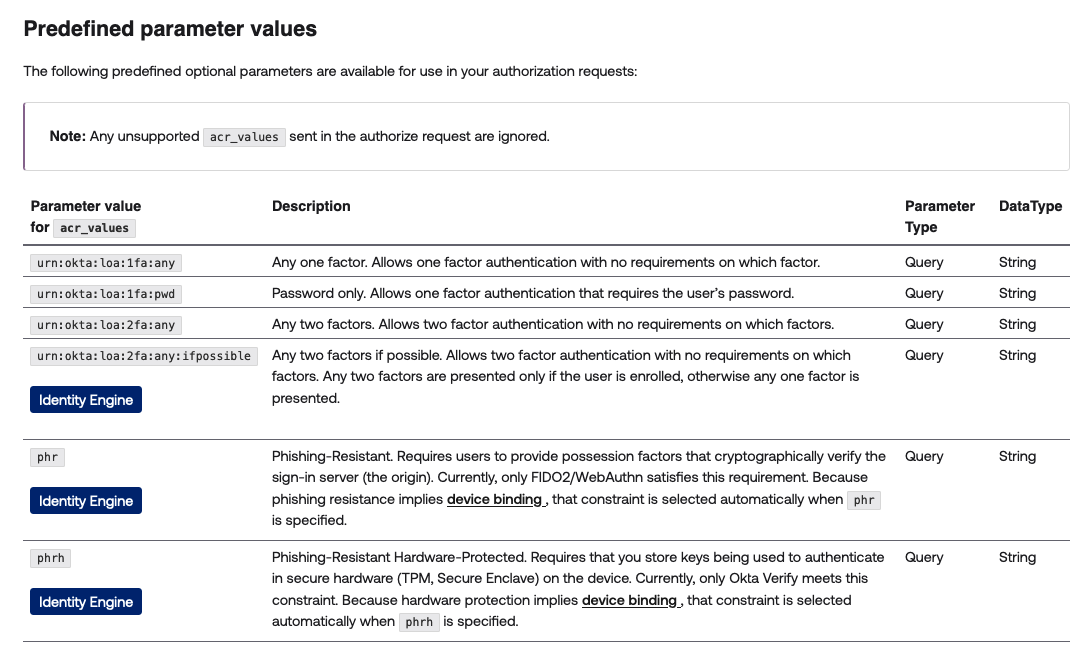 Predefined parameter values
The following predefined optional parameters are available for use in your authorization requests:
Note: Any unsupported acr_values sent in the authorize request are ignored.
Parameter value for acr_values Description Parameter Type DataType
urn:okta:loa:1fa:any Any one factor. Allows one factor authentication with no requirements on which factor. Query String
urn:okta:loa:1fa:pwd Password only. Allows one factor authentication that requires the user's password. Query String
urn:okta:loa:2fa:any Any two factors. Allows two factor authentication with no requirements on which factors. Query String
urn:okta:loa:2fa:any:ifpossible Any two factors if possible. Allows two factor authentication with no requirements on which Query String
factors. Any two factors are presented only if the user is enrolled, otherwise any one factor is
Identity Engine presented.
phr Phishing-Resistant. Requires users to provide possession factors that cryptographically verify the Query String
sign-in server (the origin). Currently, only FIDO2/WebAuthn satisfies this requirement. Because
Identity Engine phishing resistance implies device binding , that constraint is selected automatically when phr
is specified.
phrh Phishing-Resistant Hardware-Protected. Requires that you store keys being used to authenticate Query String
in secure hardware (TPM, Secure Enclave) on the device. Currently, only Okta Verify meets this
Identity Engine constraint. Because hardware protection implies device binding , that constraint is selected
automatically when phrh is specified.